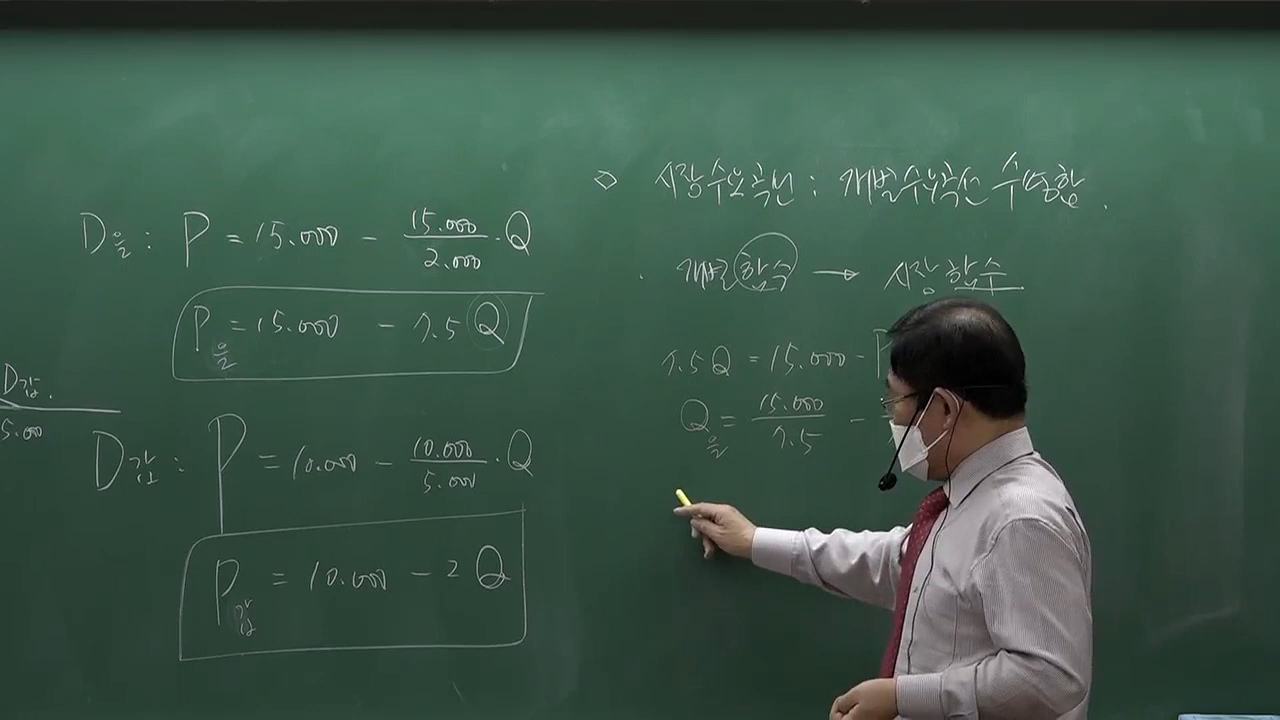 D을 : P = 15.000 - 15.000/2.000 · Q
P을 = 15.000 - 7.5 Q
D갑.
5.000
D갑 : P = 10.000 - 10.000/5.000 · Q
P갑 = 10.000 - 2 Q
◇ 시장수요곡선 : 개별수요곡선 수평합.
· 개별함수 → 시장함수
7.5Q = 15.000 - P
Q을 = 15.000/7.5 -